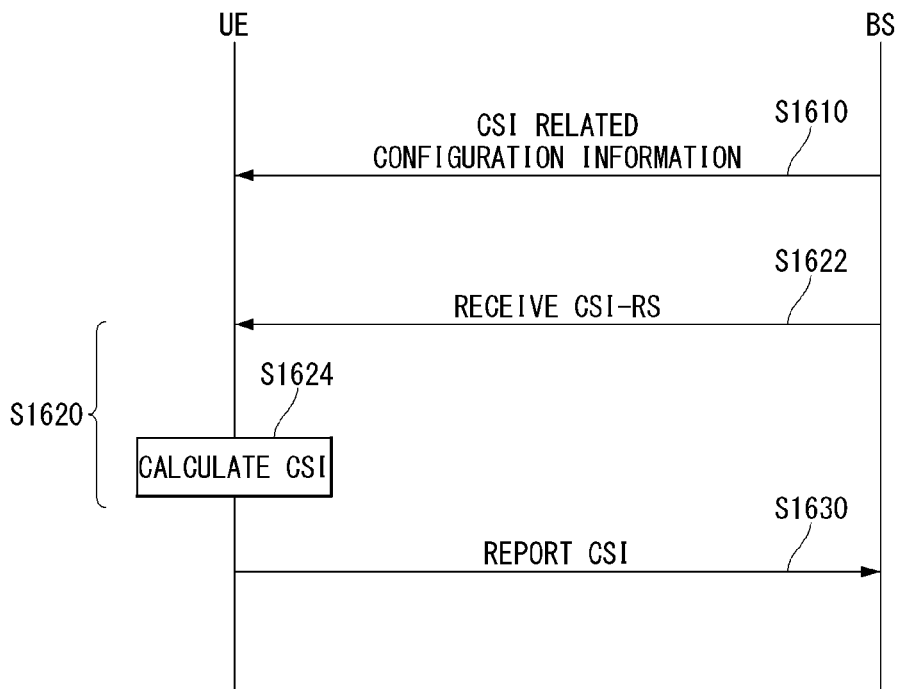 UE
BS
S1610
CSI RELATED
CONFIGURATION INFORMATION
S1622
RECEIVE CSI-RS
S1624
S1620
CALCULATE CSI
S1630
REPORT CSI